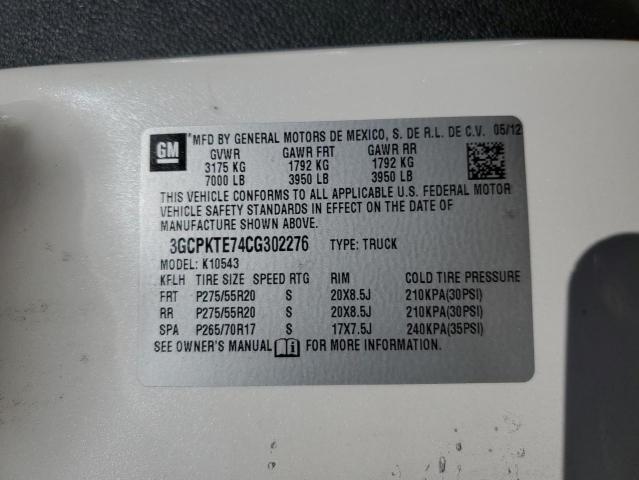 GM *MFD BY GENERAL MOTORS DE MEXICO, S. DE R.L. DE C.V. 05/12
GVWR GAWR FRT GAWR RR
3175 KG 1792 KG 1792 KG
7000 LB 3950 LB 3950 LB
THIS VEHICLE CONFORMS TO ALL APPLICABLE U.S. FEDERAL MOTOR
VEHICLE SAFETY STANDARDS IN EFFECT ON THE DATE OF
MANUFACTURE SHOWN ABOVE.
3GCPKTE74CG302276 TYPE: TRUCK
MODEL: K10543
KFLH TIRE SIZE SPEED RTG RIM COLD TIRE PRESSURE
FRT P275/55R20 S 20X8.5J 210KPA(30PSI)
RR P275/55R20 S 20X8.5J 210KPA(30PSI)
SPA P265/70R17 S 17X7.5J 240KPA(35PSI)
SEE OWNER'S MANUAL i FOR MORE INFORMATION.